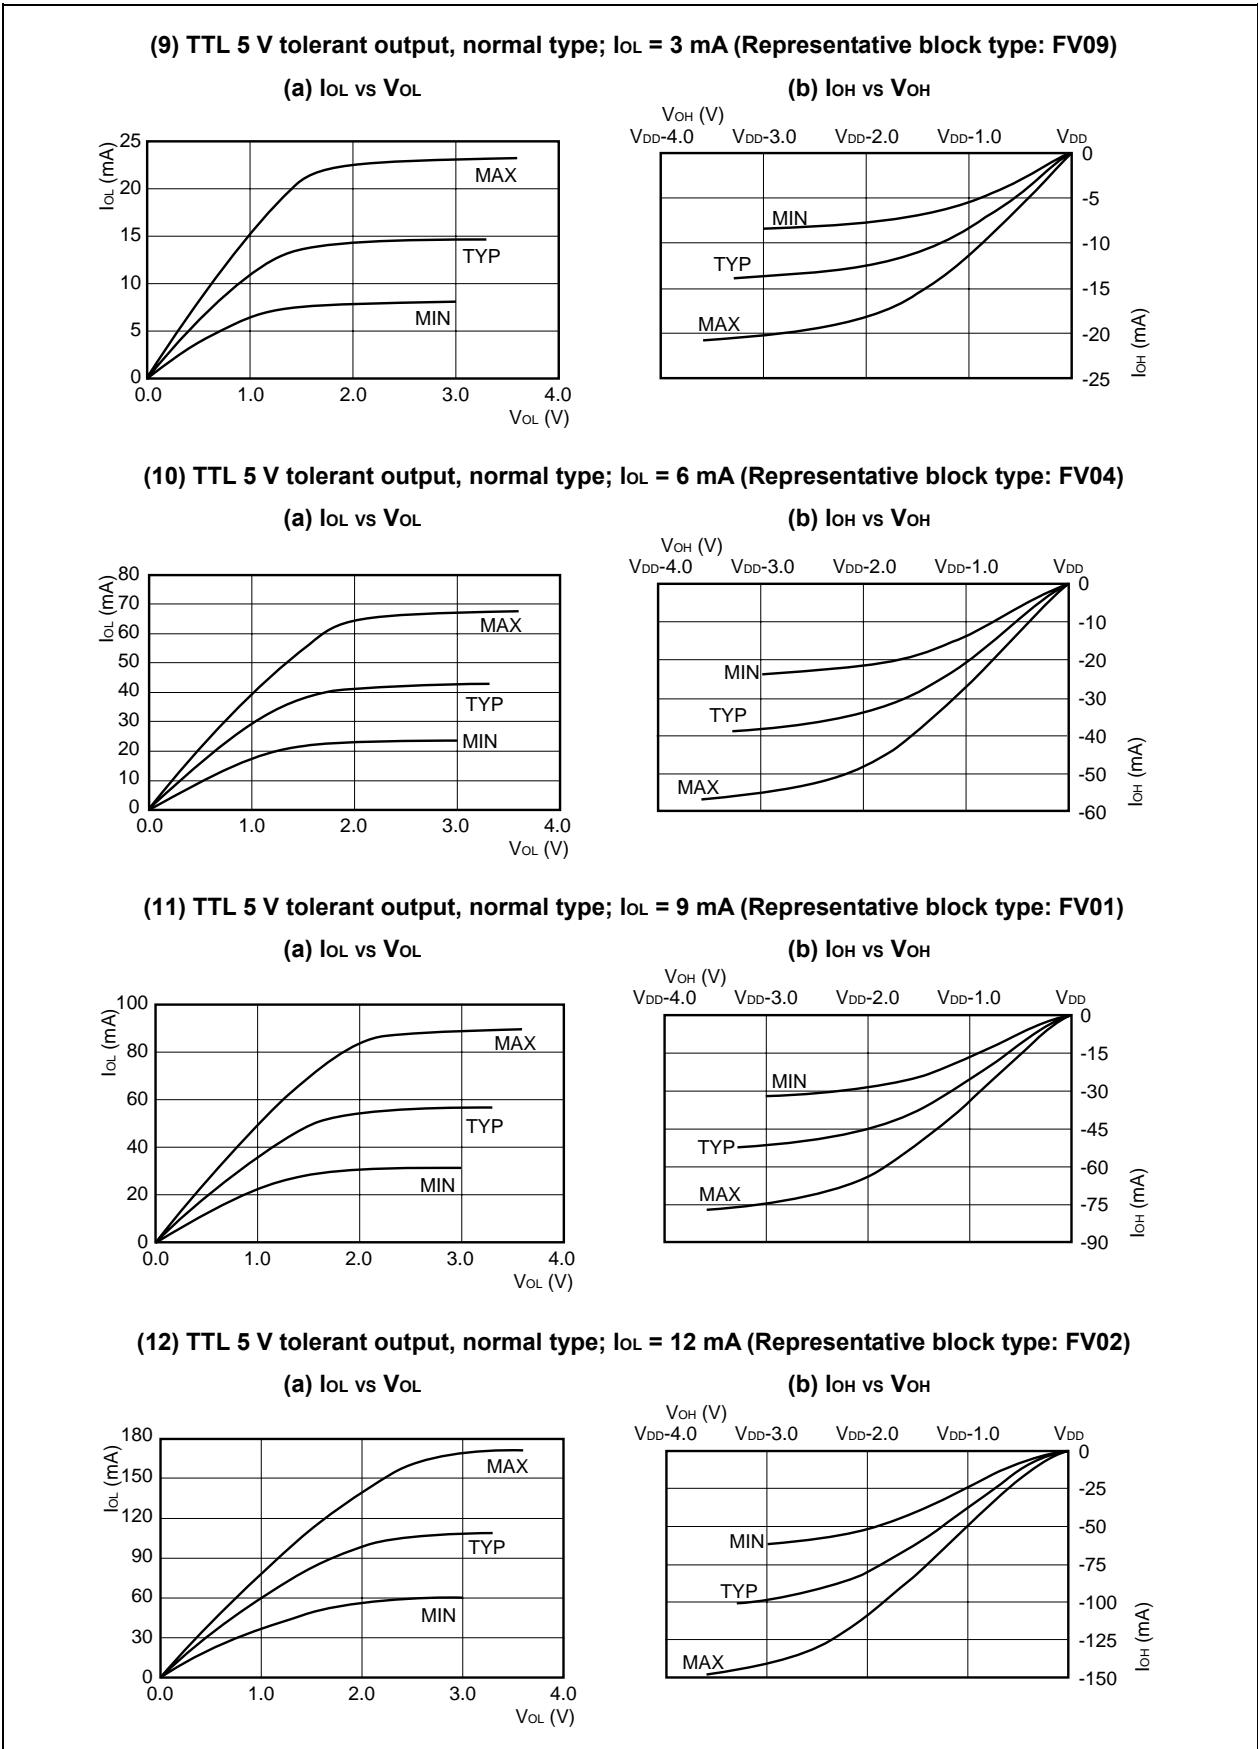 (9) TTL 5 V tolerant output, normal type; IOL = 3 mA (Representative block type: FV09)
(a) IOL vs VOL
(b) IOH vs VOH
IOL (mA)
25
20
15
10
5
0
0.0 1.0 2.0 3.0 4.0
VOL (V)
MAX
TYP
MIN
VOH (V)
VDD-4.0 VDD-3.0 VDD-2.0 VDD-1.0 VDD
0
-5
-10
-15
-20
-25
IOH (mA)
MIN
TYP
MAX
(10) TTL 5 V tolerant output, normal type; IOL = 6 mA (Representative block type: FV04)
(a) IOL vs VOL
(b) IOH vs VOH
IOL (mA)
80
70
60
50
40
30
20
10
0
0.0 1.0 2.0 3.0 4.0
VOL (V)
MAX
TYP
MIN
VOH (V)
VDD-4.0 VDD-3.0 VDD-2.0 VDD-1.0 VDD
0
-10
-20
-30
-40
-50
-60
IOH (mA)
MIN
TYP
MAX
(11) TTL 5 V tolerant output, normal type; IOL = 9 mA (Representative block type: FV01)
(a) IOL vs VOL
(b) IOH vs VOH
IOL (mA)
100
80
60
40
20
0
0.0 1.0 2.0 3.0 4.0
VOL (V)
MAX
TYP
MIN
VOH (V)
VDD-4.0 VDD-3.0 VDD-2.0 VDD-1.0 VDD
0
-15
-30
-45
-60
-75
-90
IOH (mA)
MIN
TYP
MAX
(12) TTL 5 V tolerant output, normal type; IOL = 12 mA (Representative block type: FV02)
(a) IOL vs VOL
(b) IOH vs VOH
IOL (mA)
180
150
120
90
60
30
0
0.0 1.0 2.0 3.0 4.0
VOL (V)
MAX
TYP
MIN
VOH (V)
VDD-4.0 VDD-3.0 VDD-2.0 VDD-1.0 VDD
0
-25
-50
-75
-100
-125
-150
IOH (mA)
MIN
TYP
MAX